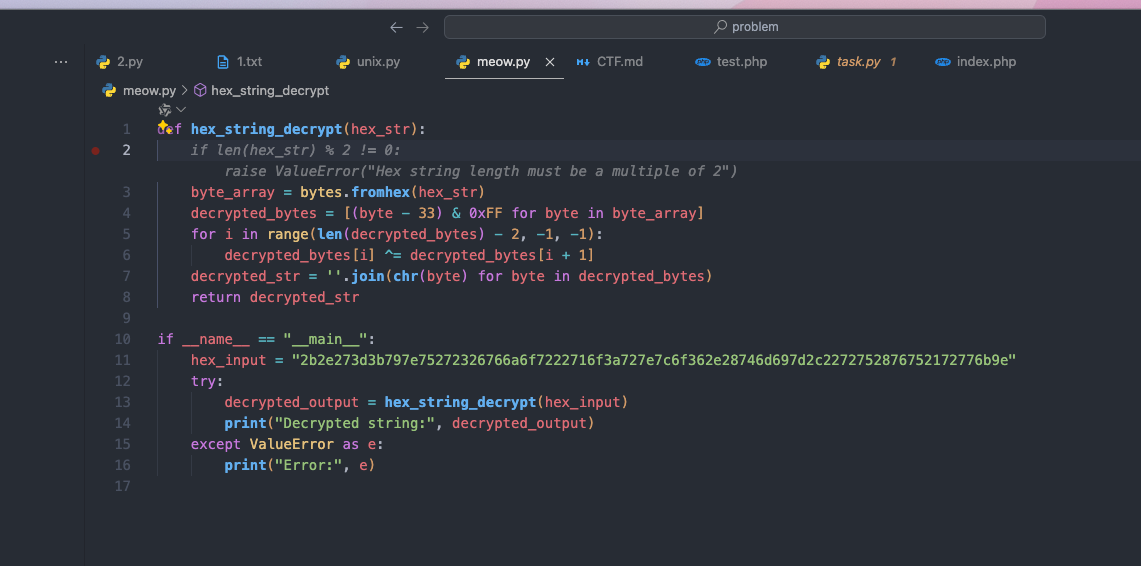 problem
2.py 1.txt unix.py meow.py CTF.md test.php task.py 1 index.php
meow.py > hex_string_decrypt
1 def hex_string_decrypt(hex_str):
2 if len(hex_str) % 2 != 0:
raise ValueError("Hex string length must be a multiple of 2")
3 byte_array = bytes.fromhex(hex_str)
4 decrypted_bytes = [(byte - 33) & 0xFF for byte in byte_array]
5 for i in range(len(decrypted_bytes) - 2, -1, -1):
6 decrypted_bytes[i] ^= decrypted_bytes[i + 1]
7 decrypted_str = ''.join(chr(byte) for byte in decrypted_bytes)
8 return decrypted_str
9
10 if __name__ == "__main__":
11 hex_input = "2b2e273d3b797e75272326766a6f7222716f3a727e7c6f362e28746d697d2c2272752876752172776b9e"
12 try:
13 decrypted_output = hex_string_decrypt(hex_input)
14 print("Decrypted string:", decrypted_output)
15 except ValueError as e:
16 print("Error:", e)
17